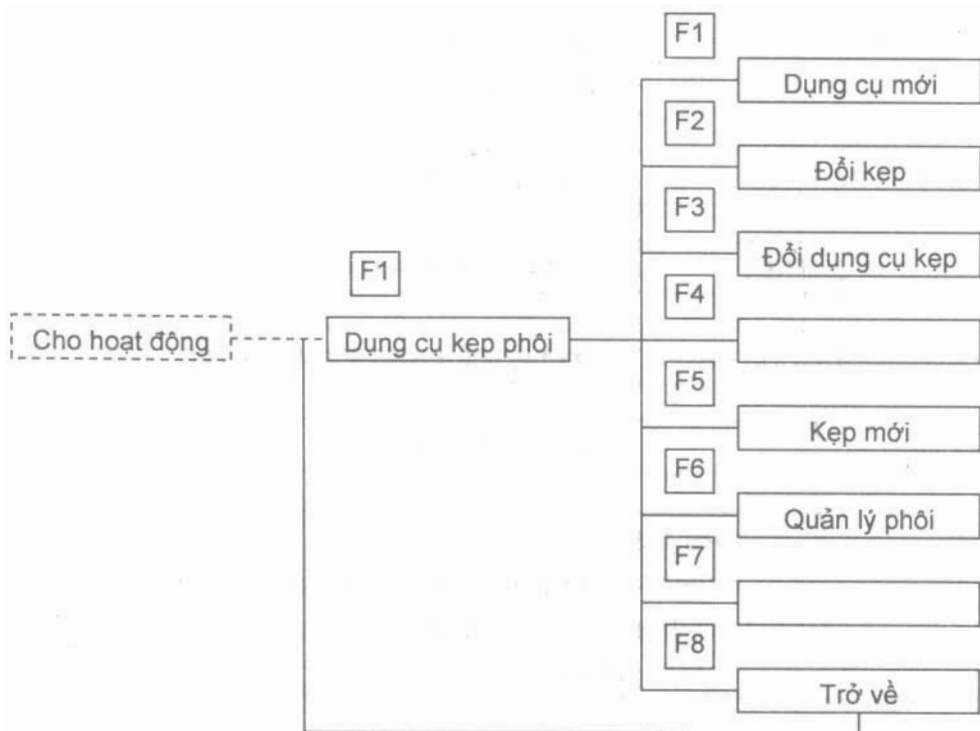 F1
Dụng cụ mới
F2
Đổi kẹp
F3
Đổi dụng cụ kẹp
F1
F4
Cho hoạt động
Dụng cụ kẹp phôi
F5
Kẹp mới
F6
Quản lý phôi
F7
F8
Trở về